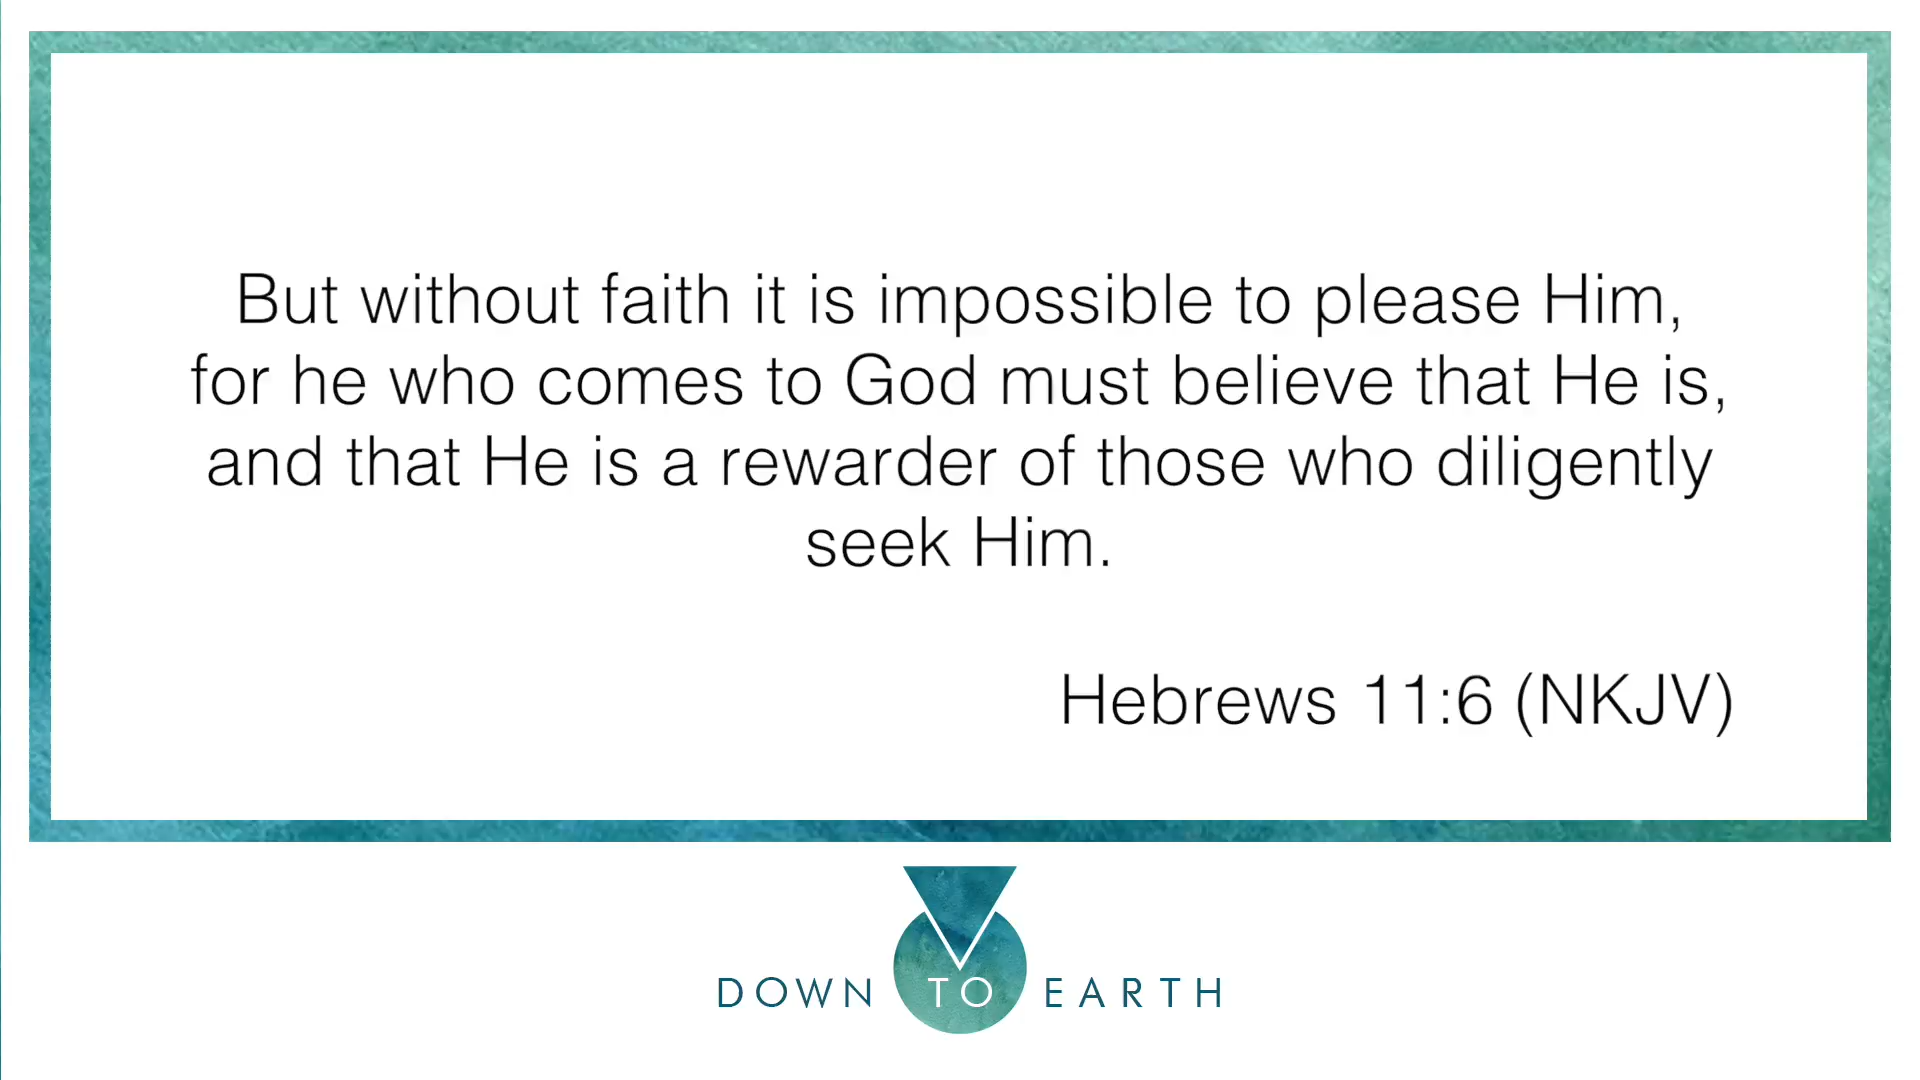 But without faith it is impossible to please Him,
for he who comes to God must believe that He is,
and that He is a rewarder of those who diligently
seek Him.
Hebrews 11:6 (NKJV)
DOWN TO EARTH